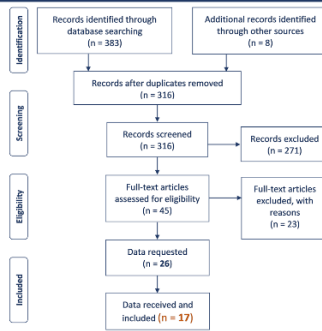 Identification
Records identified through
database searching
(n = 383)
Additional records identified
through other sources
(n = 8)
Records after duplicates removed
(n = 316)
Screening
Records screened
(n = 316)
Records excluded
(n = 271)
Eligibility
Full-text articles
assessed for eligibility
(n = 45)
Full-text articles
excluded, with
reasons
(n = 23)
Data requested
(n = 26)
Included
Data received and
included (n = 17)